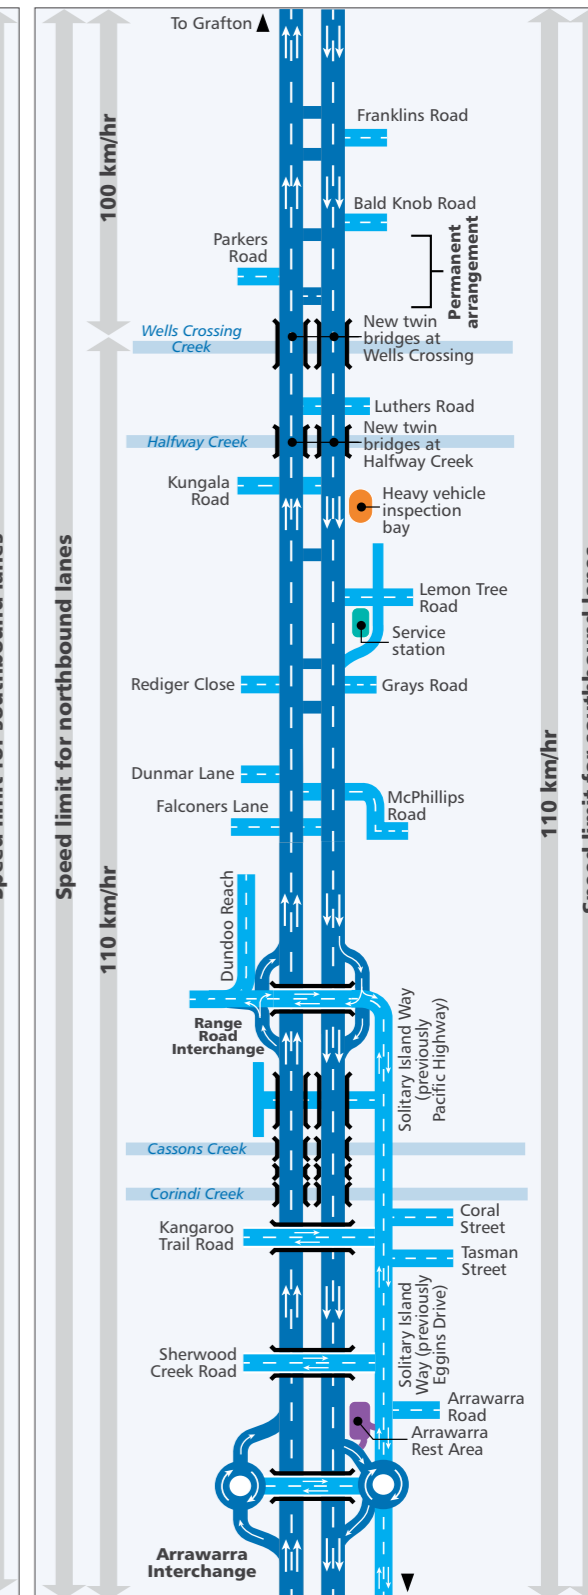 To Grafton
Franklins Road
100 km/hr
Bald Knob Road
Parkers
Road
Permanent
arrangement
Wells Crossing
Creek
New twin
bridges at
Wells Crossing
Luthers Road
Halfway Creek
New twin
bridges at
Halfway Creek
Kungala
Road
Heavy vehicle
inspection
bay
Lemon Tree
Road
Service
station
Speed limit for northbound lanes
Rediger Close
Grays Road
110 km/hr
Dunmar Lane
McPhillips
Road
Falconers Lane
110 km/hr
Dundoo Reach
Range
Road
Interchange
Solitary Island Way
(previously
Pacific Highway)
Cassons Creek
Corindi Creek
Coral
Street
Kangaroo
Trail Road
Tasman
Street
Solitary Island
Way (previously
Eggins Drive)
Sherwood
Creek Road
Arrawarra
Road
Arrawarra
Rest Area
Arrawarra
Interchange